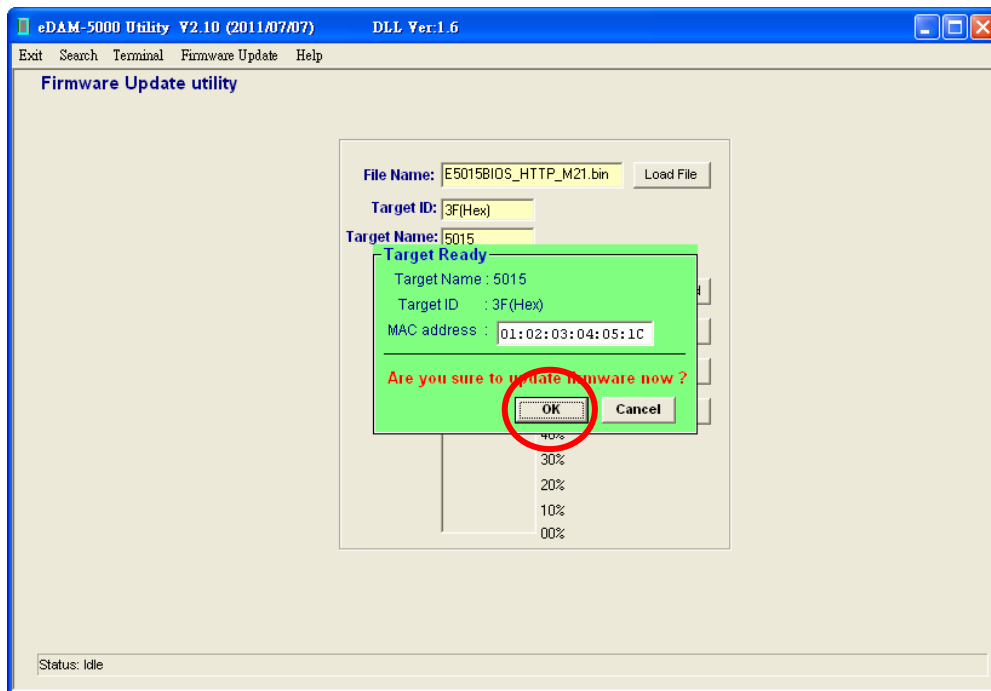 eDAM-5000 Utility V2.10 (2011/07/07) DLL Ver:1.6
Exit Search Terminal Firmware Update Help
Firmware Update utility
File Name: E5015BIOS_HTTP_M21.bin Load File
Target ID: 3F(Hex)
Target Name: 5015
Target Ready
Target Name : 5015
Target ID : 3F(Hex)
MAC address : 01:02:03:04:05:1C
Are you sure to update firmware now ?
OK Cancel
40%
30%
20%
10%
00%
Status: Idle